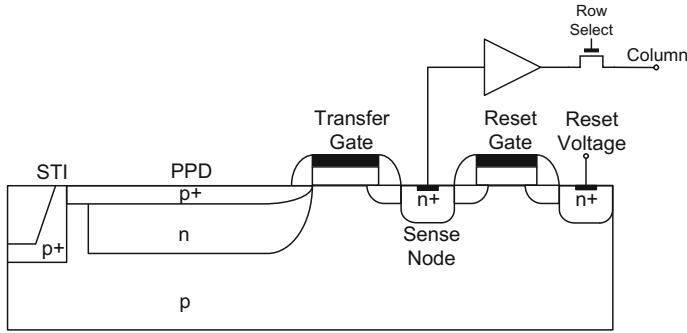 Row
Select
Column
Transfer
Gate
Reset
Gate
Reset
Voltage
STI
PPD
p+
n+
n+
p+
n
Sense
Node
p